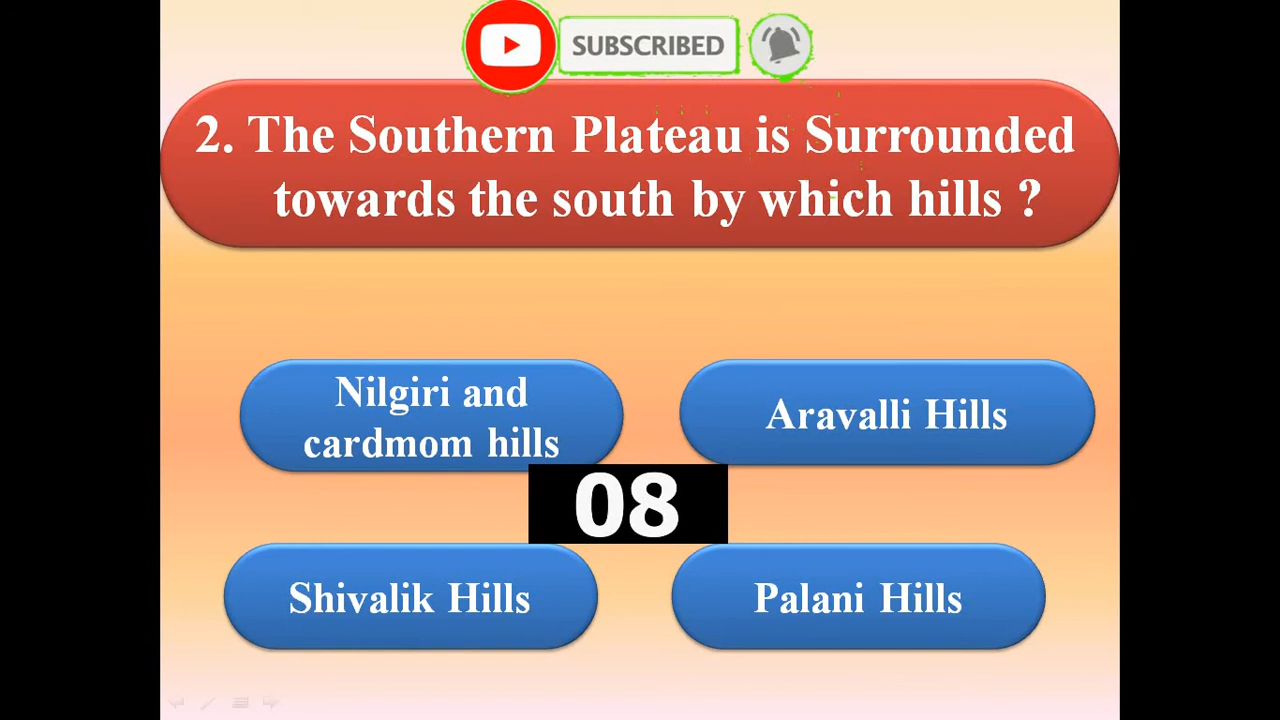 SUBSCRIBED
2. The Southern Plateau is Surrounded
towards the south by which hills ?
Nilgiri and
cardmom hills
Aravalli Hills
08
Shivalik Hills
Palani Hills